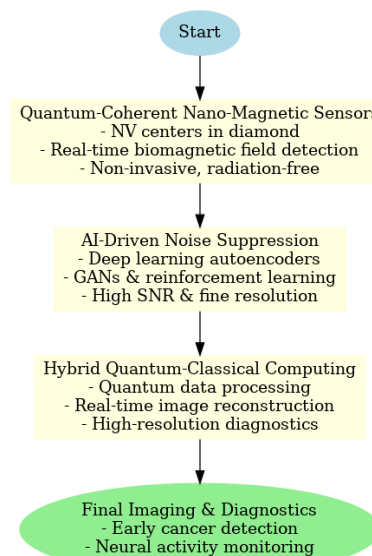 Start
Quantum-Coherent Nano-Magnetic Sensors
- NV centers in diamond
- Real-time biomagnetic field detection
- Non-invasive, radiation-free
AI-Driven Noise Suppression
- Deep learning autoencoders
- GANs & reinforcement learning
- High SNR & fine resolution
Hybrid Quantum-Classical Computing
- Quantum data processing
- Real-time image reconstruction
- High-resolution diagnostics
Final Imaging & Diagnostics
- Early cancer detection
- Neural activity monitoring